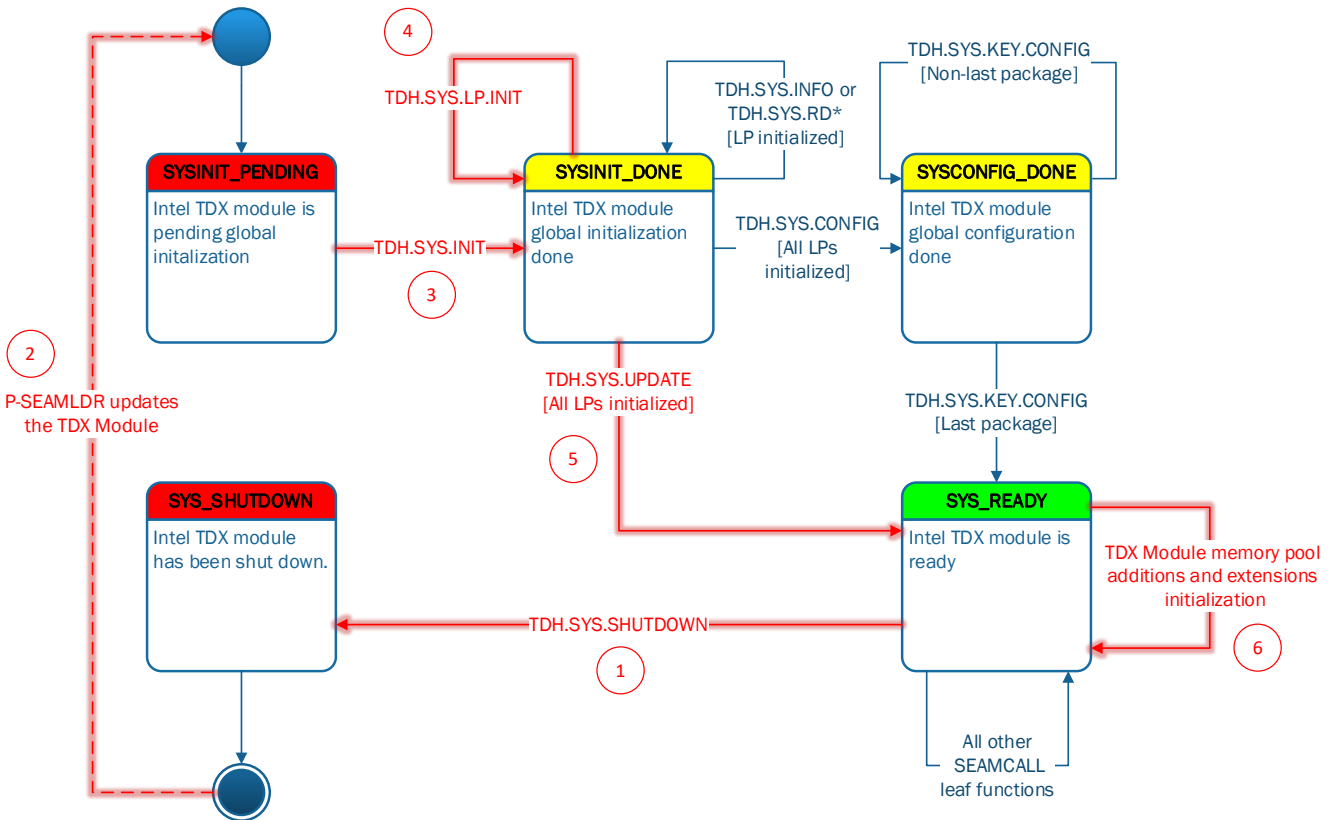 4
TDH.SYS.LP.INIT
TDH.SYS.INFO or
TDH.SYS.RD*
[LP initialized]
TDH.SYS.KEY.CONFIG
[Non-last package]
SYSINIT_PENDING
Intel TDX module is
pending global
initalization
TDH.SYS.INIT
3
SYSINIT_DONE
Intel TDX module
global initialization
done
TDH.SYS.CONFIG
[All LPs
initialized]
SYSCONFIG_DONE
Intel TDX module
global configuration
done
2
P-SEAMLDR updates
the TDX Module
TDH.SYS.UPDATE
[All LPs initialized]
5
TDH.SYS.KEY.CONFIG
[Last package]
SYS_SHUTDOWN
Intel TDX module
has been shut down.
SYS_READY
Intel TDX module is
ready
TDX Module memory pool
additions and extensions
initialization
6
TDH.SYS.SHUTDOWN
1
All other
SEAMCALL
leaf functions